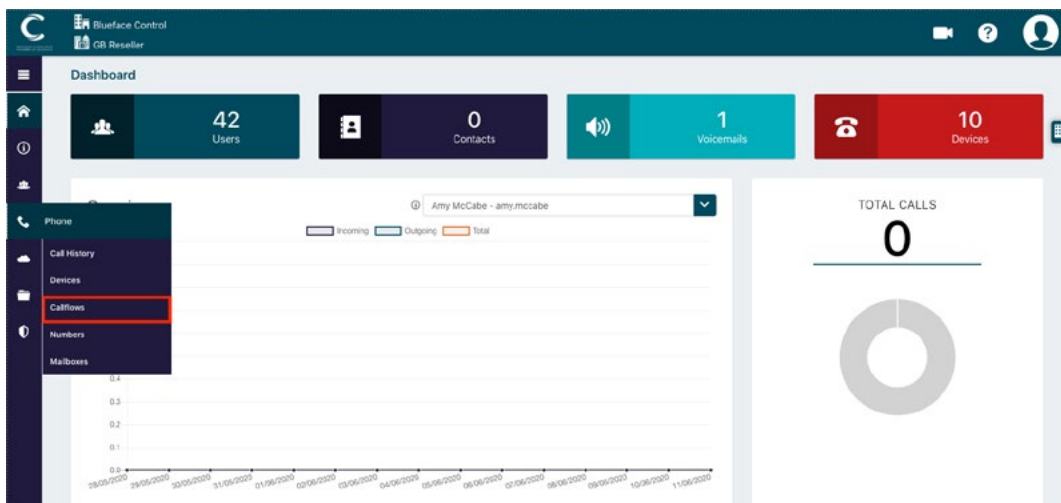 Blueface Control
GB Reseller
Dashboard
42
Users
0
Contacts
1
Voicemails
10
Devices
Amy McCabe - amy.mccabe
Incoming
Outgoing
Total
TOTAL CALLS
0
Phone
Call History
Devices
Callflows
Numbers
Mailboxes
0.4
0.3
0.2
0.1
0.0
28/05/2020
29/05/2020
30/05/2020
31/05/2020
01/06/2020
02/06/2020
03/06/2020
04/06/2020
05/06/2020
06/06/2020
07/06/2020
08/06/2020
09/06/2020
10/06/2020
11/06/2020